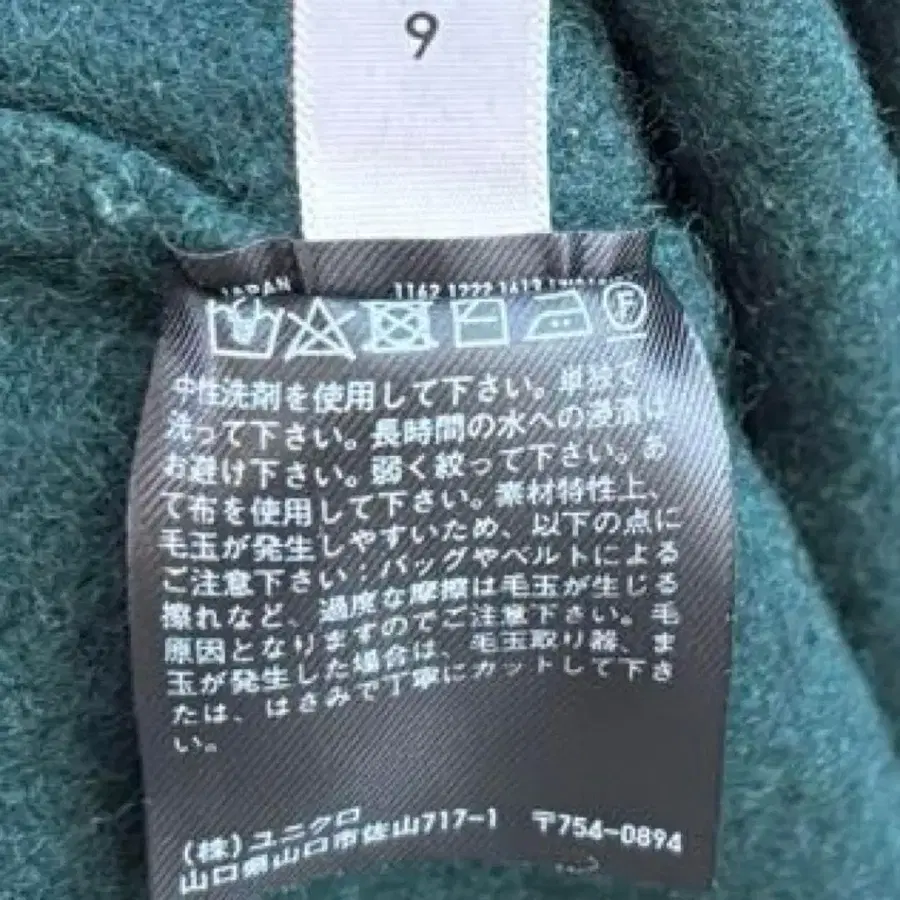 9
JAPAN
1162 1222 1612
F
中性洗剤を使用して下さい。単独で
洗って下さい。長時間の水への浸漬は
お避け下さい。弱く絞って下さい。あ
て布を使用して下さい。素材特性上、
毛玉が発生しやすいため、以下の点に
ご注意下さい:バッグやベルトによる
擦れなど、過度な摩擦は毛玉が生じる
原因となりますのでご注意下さい。毛
玉が発生した場合は、毛玉取り器、ま
たは、はさみで丁寧にカットして下さ
い。
(株)ユニクロ
山口県山口市佐山717-1 〒754-0894